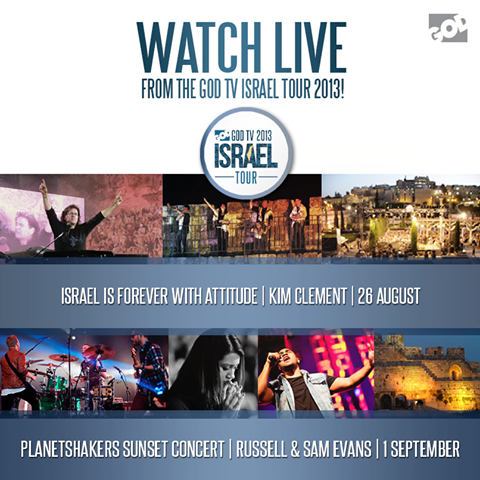 GOD
WATCH LIVE
FROM THE GOD TV ISRAEL TOUR 2013!
GOD TV 2013
ISRAEL
TOUR
ISRAEL IS FOREVER WITH ATTITUDE | KIM CLEMENT | 26 AUGUST
PLANETSHAKERS SUNSET CONCERT | RUSSELL & SAM EVANS | 1 SEPTEMBER